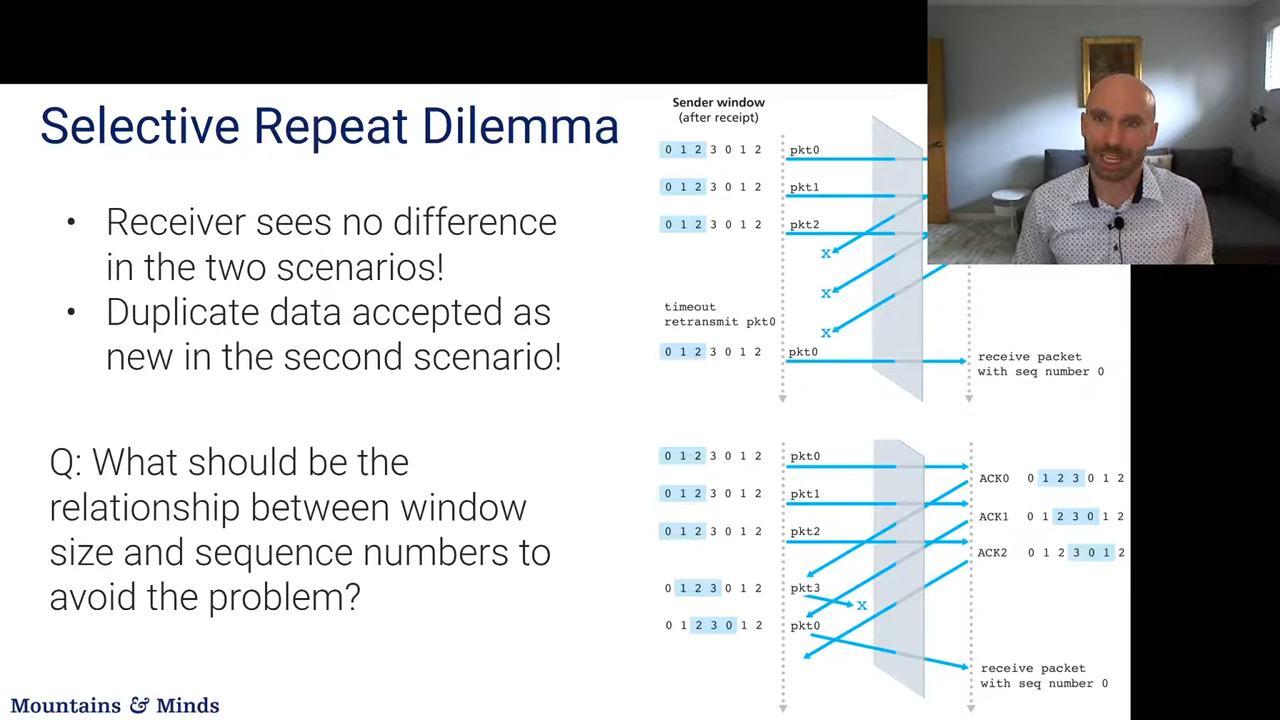 Selective Repeat Dilemma
• Receiver sees no difference
in the two scenarios!
• Duplicate data accepted as
new in the second scenario!
Q: What should be the
relationship between window
size and sequence numbers to
avoid the problem?
Mountains & Minds
Sender window
(after receipt)
0 1 2 3 0 1 2 pkt0
0 1 2 3 0 1 2 pkt1
0 1 2 3 0 1 2 pkt2
x
x
x
timeout
retransmit pkt0
0 1 2 3 0 1 2 pkt0
receive packet
with seq number 0
0 1 2 3 0 1 2 pkt0
ACK0 0 1 2 3 0 1 2
0 1 2 3 0 1 2 pkt1
ACK1 0 1 2 3 0 1 2
0 1 2 3 0 1 2 pkt2
ACK2 0 1 2 3 0 1 2
0 1 2 3 0 1 2 pkt3
x
0 1 2 3 0 1 2 pkt0
receive packet
with seq number 0